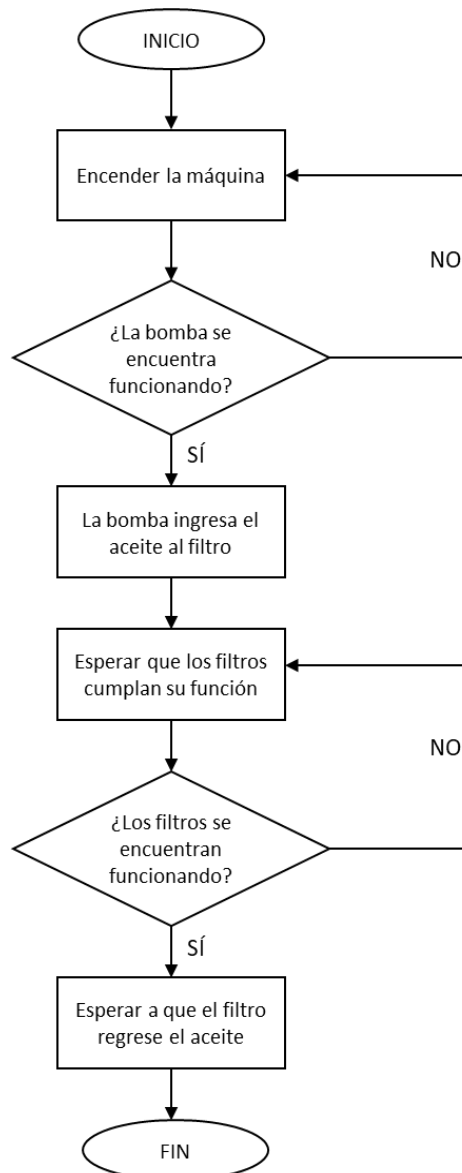 INICIO
Encender la máquina
NO
¿La bomba se
encuentra
funcionando?
SÍ
La bomba ingresa el
aceite al filtro
Esperar que los filtros
cumplan su función
NO
¿Los filtros se
encuentran
funcionando?
SÍ
Esperar a que el filtro
regrese el aceite
FIN